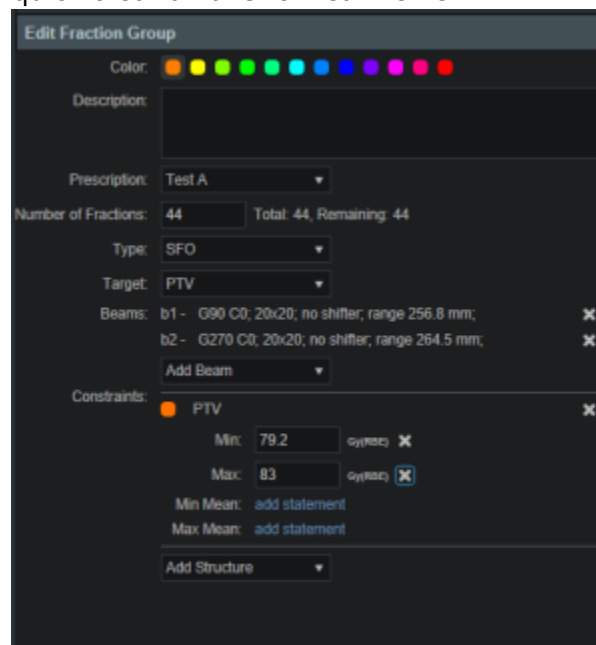 Edit Fraction Group
Color:
Description:
Prescription: Test A
Number of Fractions: 44 Total: 44, Remaining: 44
Type: SFO
Target: PTV
Beams: b1 - G90 C0; 20x20; no shifter; range 256.8 mm;
b2 - G270 C0; 20x20; no shifter; range 264.5 mm;
Add Beam
Constraints:
PTV
Min: 79.2 Gy(RBE)
Max: 83 Gy(RBE)
Min Mean: add statement
Max Mean: add statement
Add Structure